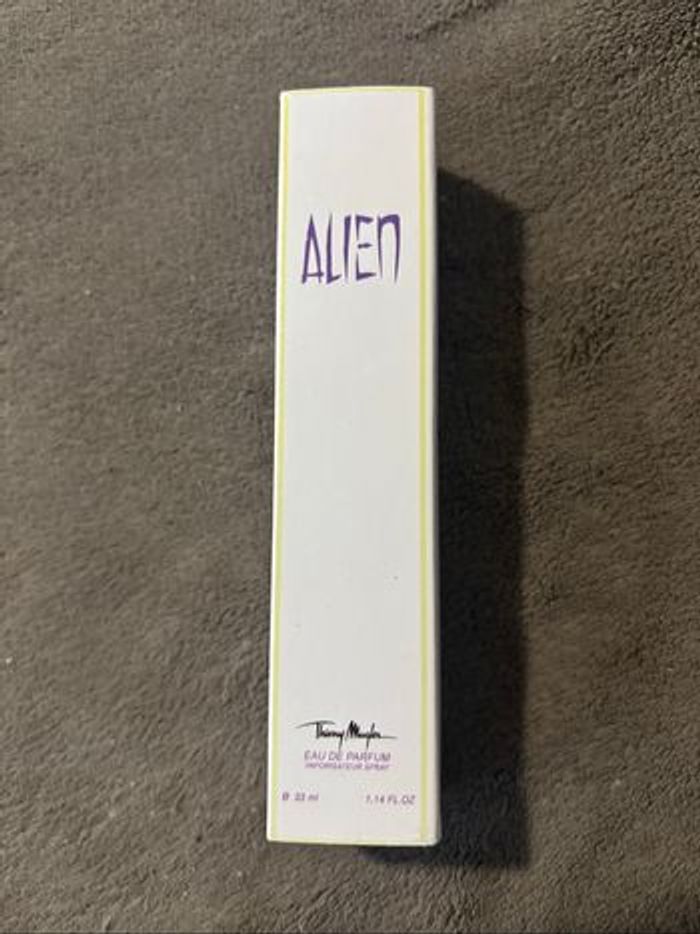 ALIEN
Thierry Mugler
EAU DE PARFUM
VAPORISATEUR SPRAY
33 ml 1.14 FL.OZ